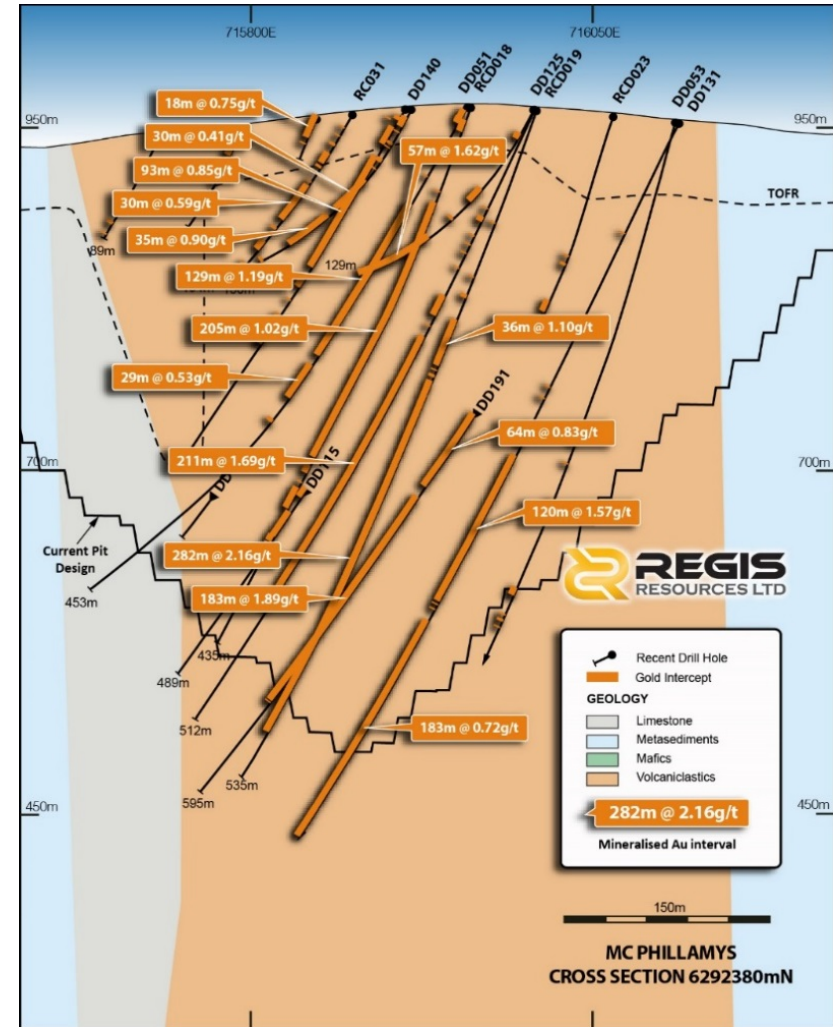 715800E
716050E
RC031
DD140
DD051
RCD018
DD125
RCD019
RCD023
DD053
DD131
950m
950m
18m @ 0.75g/t
30m @ 0.41g/t
57m @ 1.62g/t
93m @ 0.85g/t
30m @ 0.59g/t
TOFR
35m @ 0.90g/t
89m
129m
129m @ 1.19g/t
205m @ 1.02g/t
36m @ 1.10g/t
29m @ 0.53g/t
DD191
64m @ 0.83g/t
700m
211m @ 1.69g/t
700m
DD115
DD
120m @ 1.57g/t
Current Pit
Design
282m @ 2.16g/t
REGIS
RESOURCES LTD
453m
183m @ 1.89g/t
435m
489m
512m
183m @ 0.72g/t
535m
595m
Recent Drill Hole
Gold Intercept
GEOLOGY
Limestone
Metasediments
Mafics
Volcaniclastics
450m
282m @ 2.16g/t
450m
Mineralised Au interval
150m
MC PHILLAMYS
CROSS SECTION 6292380mN